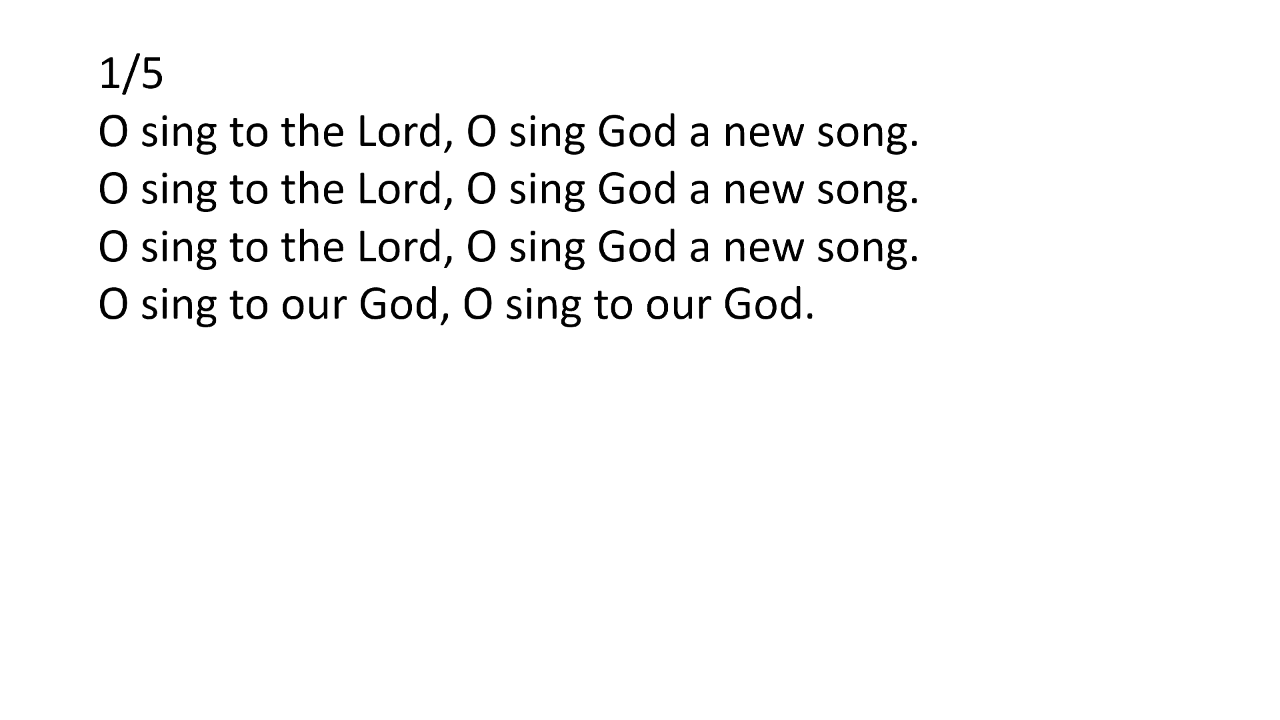 1/5
O sing to the Lord, O sing God a new song.
O sing to the Lord, O sing God a new song.
O sing to the Lord, O sing God a new song.
O sing to our God, O sing to our God.